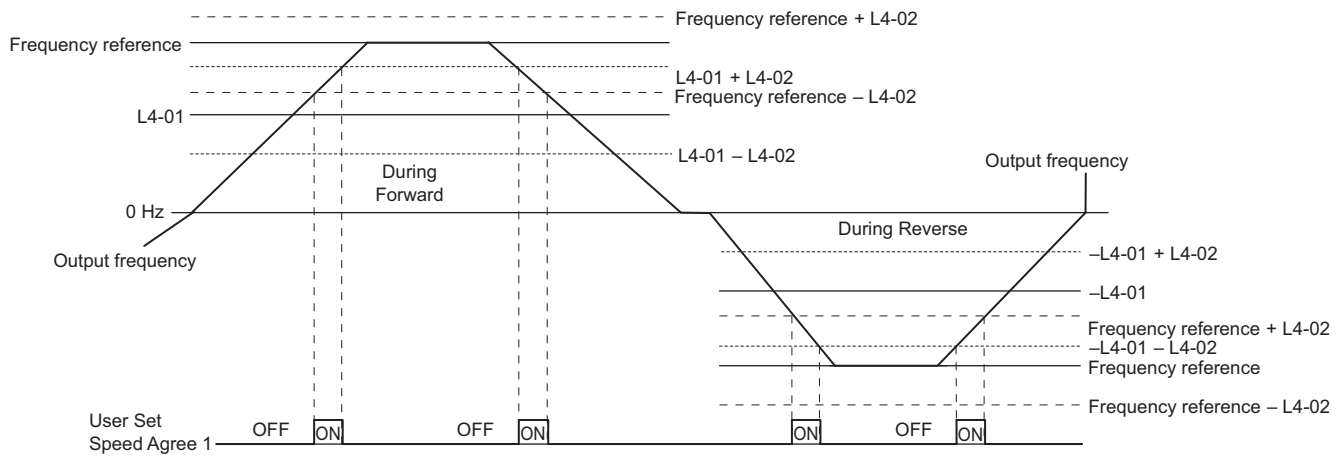 Frequency reference + L4-02
Frequency reference
L4-01 + L4-02
Frequency reference – L4-02
L4-01
L4-01 – L4-02
During
Forward
Output frequency
0 Hz
During Reverse
Output frequency
–L4-01 + L4-02
–L4-01
Frequency reference + L4-02
–L4-01 – L4-02
Frequency reference
Frequency reference – L4-02
User Set
Speed Agree 1
OFF
ON
OFF
ON
ON
OFF
ON